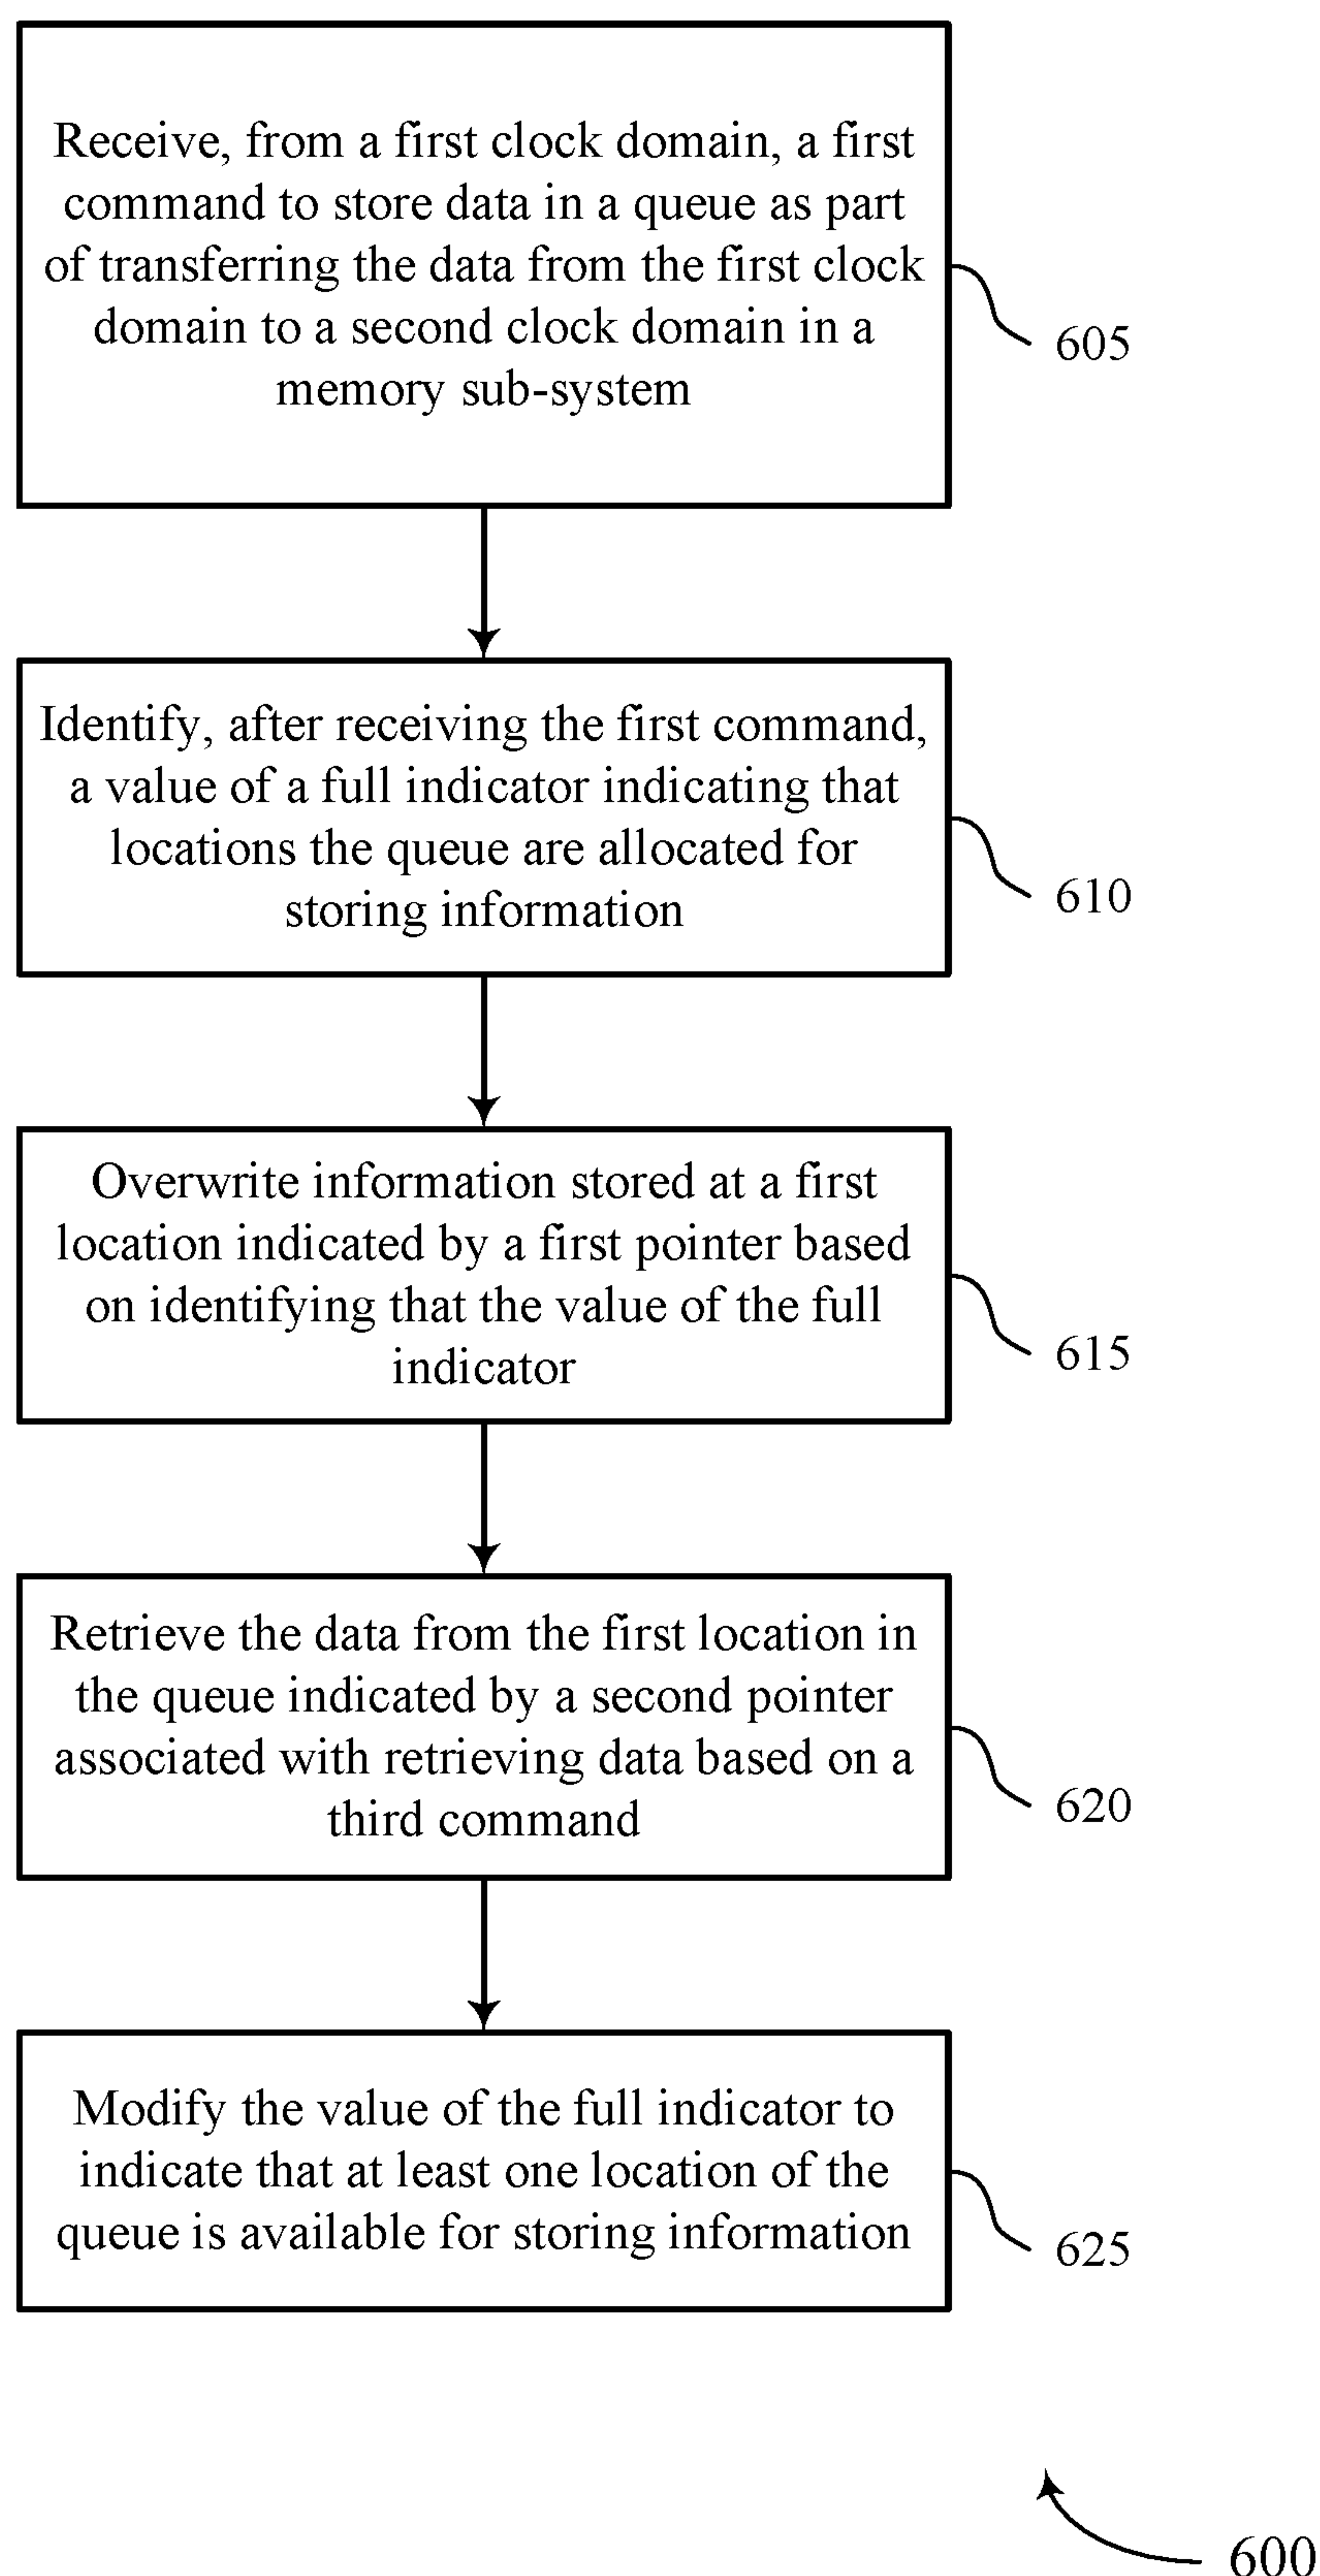 Receive, from a first clock domain, a first
command to store data in a queue as part
of transferring the data from the first clock
domain to a second clock domain in a
memory sub-system
605
Identify, after receiving the first command,
a value of a full indicator indicating that
locations the queue are allocated for
storing information
610
Overwrite information stored at a first
location indicated by a first pointer based
on identifying that the value of the full
indicator
615
Retrieve the data from the first location in
the queue indicated by a second pointer
associated with retrieving data based on a
third command
620
Modify the value of the full indicator to
indicate that at least one location of the
queue is available for storing information
625
600